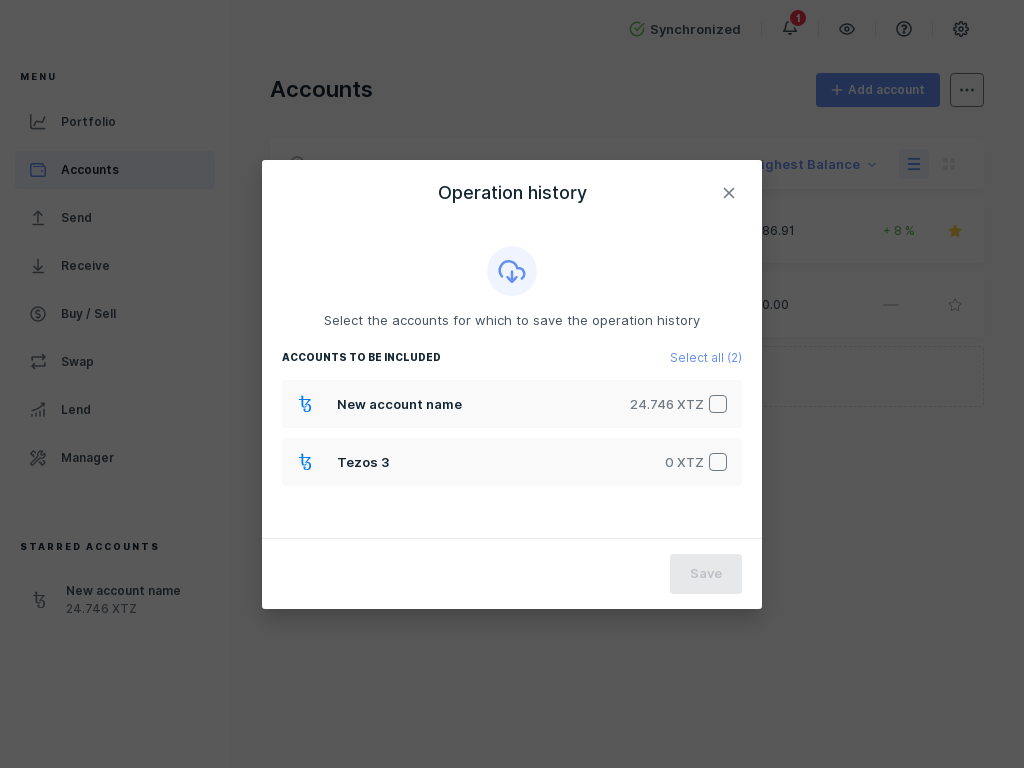 Synchronized
1
MENU
Accounts
+ Add account
Portfolio
Accounts
ghest Balance
Send
86.91
+ 8 %
Receive
0.00
—
Buy / Sell
Swap
Lend
Manager
STARRED ACCOUNTS
New account name
24.746 XTZ
Operation history
Select the accounts for which to save the operation history
ACCOUNTS TO BE INCLUDED
Select all (2)
New account name
24.746 XTZ
Tezos 3
0 XTZ
Save